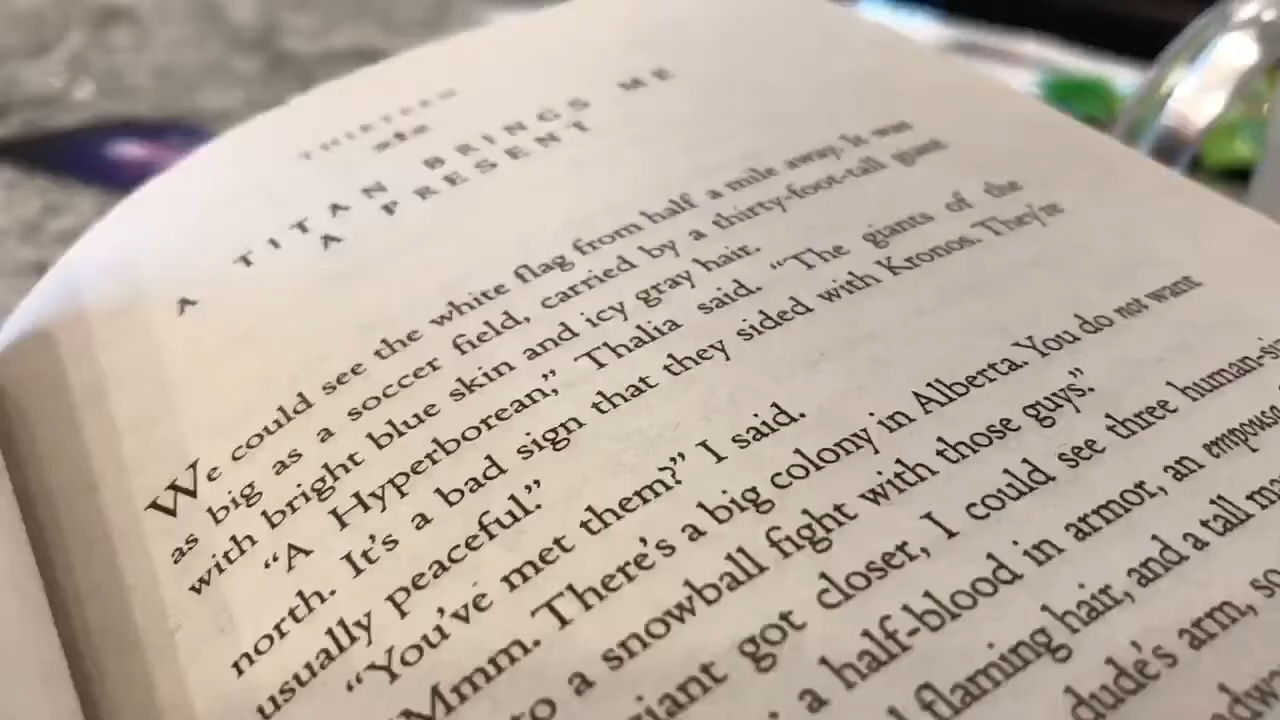 THIRTEEN
A TITAN BRINGS ME
A PRESENT
We could see the white flag from half a mile away. It was
as big as a soccer field, carried by a thirty-foot-tall giant
with bright blue skin and icy gray hair.
“A Hyperborean,” Thalia said. “The giants of the
north. It’s a bad sign that they sided with Kronos. They’re
usually peaceful.”
“You’ve met them?” I said.
“Mmm. There’s a big colony in Alberta. You do not want
to a snowball fight with those guys.”
giant got closer, I could see three human-si
a half-blood in armor, an empousa
flaming hair, and a tall ma
dude’s arm, so